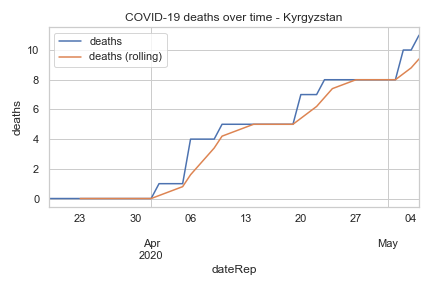 COVID-19 deaths over time - Kyrgyzstan
deaths
deaths (rolling)
deaths
10
8
6
4
2
0
23 30 06 13 20 27 04
Apr May
2020
dateRep